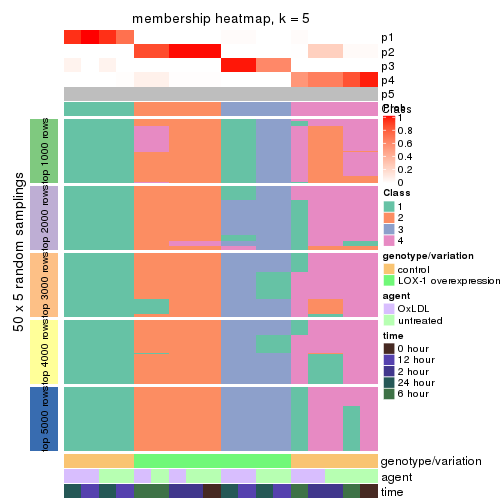 membership heatmap, k = 5
p1
p2
p3
p4
p5
Class
Class
1
0.8
0.6
0.4
0.2
0
Class
1
2
3
4
genotype/variation
control
LOX-1 overexpression
agent
OxLDL
untreated
time
0 hour
12 hour
2 hour
24 hour
6 hour
50 x 5 random samplings
top 1000 rows
top 2000 rows
top 3000 rows
top 4000 rows
top 5000 rows
genotype/variation
agent
time